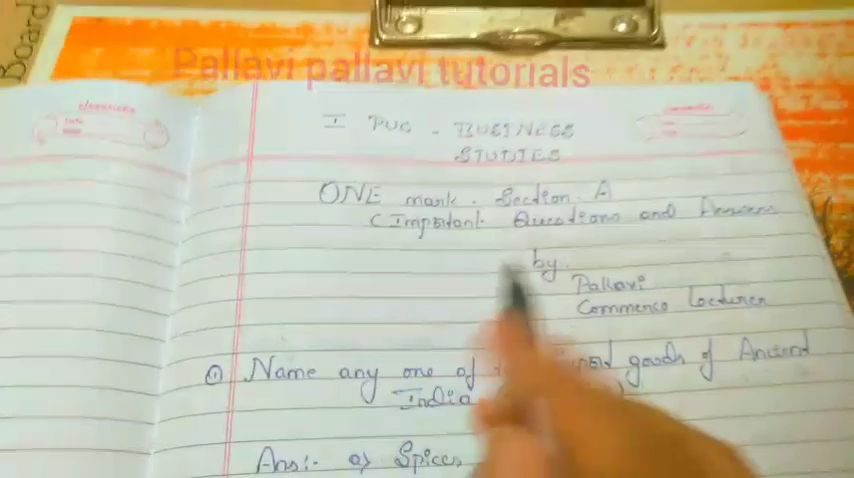 Board
Pallavi pallavi tutorials
I PUC - BUSINESS
STUDIES
ONE mark - Section - A
(Important Questions and Answers
by
Pallavi
Commerce Lecturer
① Name any one of goods of Ancient
India
Ans:- a) Spices